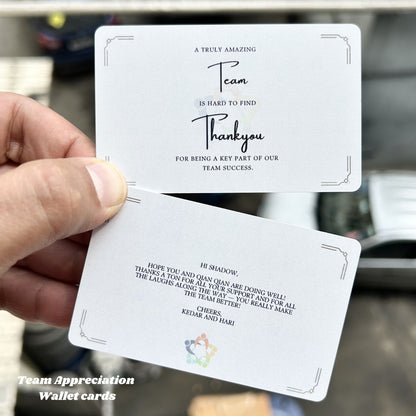 A TRULY AMAZING
Team
IS HARD TO FIND
Thankyou
FOR BEING A KEY PART OF OUR
TEAM SUCCESS.
HI SHADOW,
HOPE YOU AND QIAN QIAN ARE DOING WELL!
THANKS A TON FOR ALL YOUR SUPPORT AND FOR ALL
THE LAUGHS ALONG THE WAY — YOU REALLY MAKE
THE TEAM BETTER!
CHEERS,
KEDAR AND HARI
Team Appreciation
Wallet cards